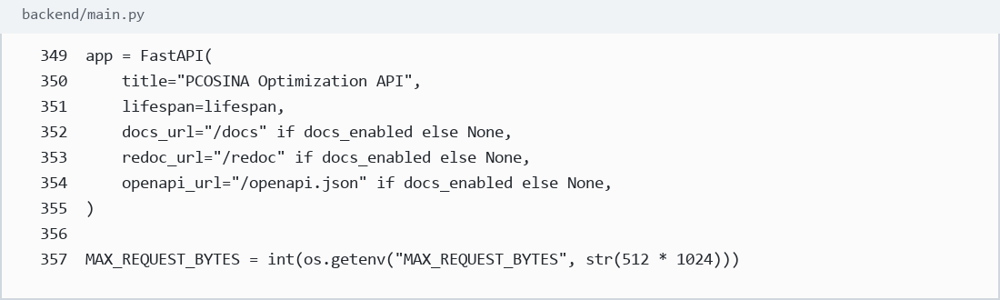 backend/main.py
349 app = FastAPI(
350     title="PCOSINA Optimization API",
351     lifespan=lifespan,
352     docs_url="/docs" if docs_enabled else None,
353     redoc_url="/redoc" if docs_enabled else None,
354     openapi_url="/openapi.json" if docs_enabled else None,
355 )
356
357 MAX_REQUEST_BYTES = int(os.getenv("MAX_REQUEST_BYTES", str(512 * 1024)))